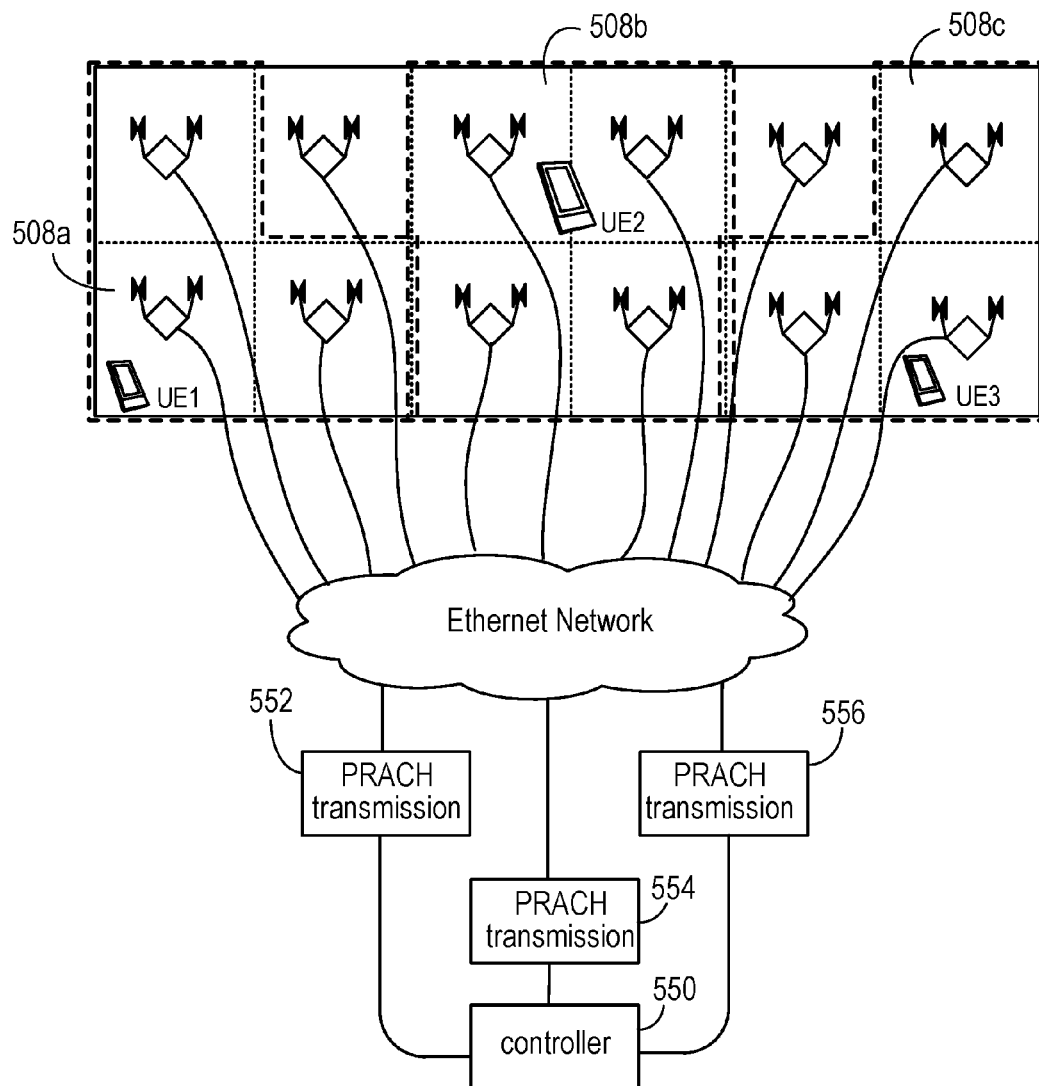 508b
508c
508a
UE2
UE1
UE3
Ethernet Network
552
556
PRACH
transmission
PRACH
transmission
554
PRACH
transmission
550
controller